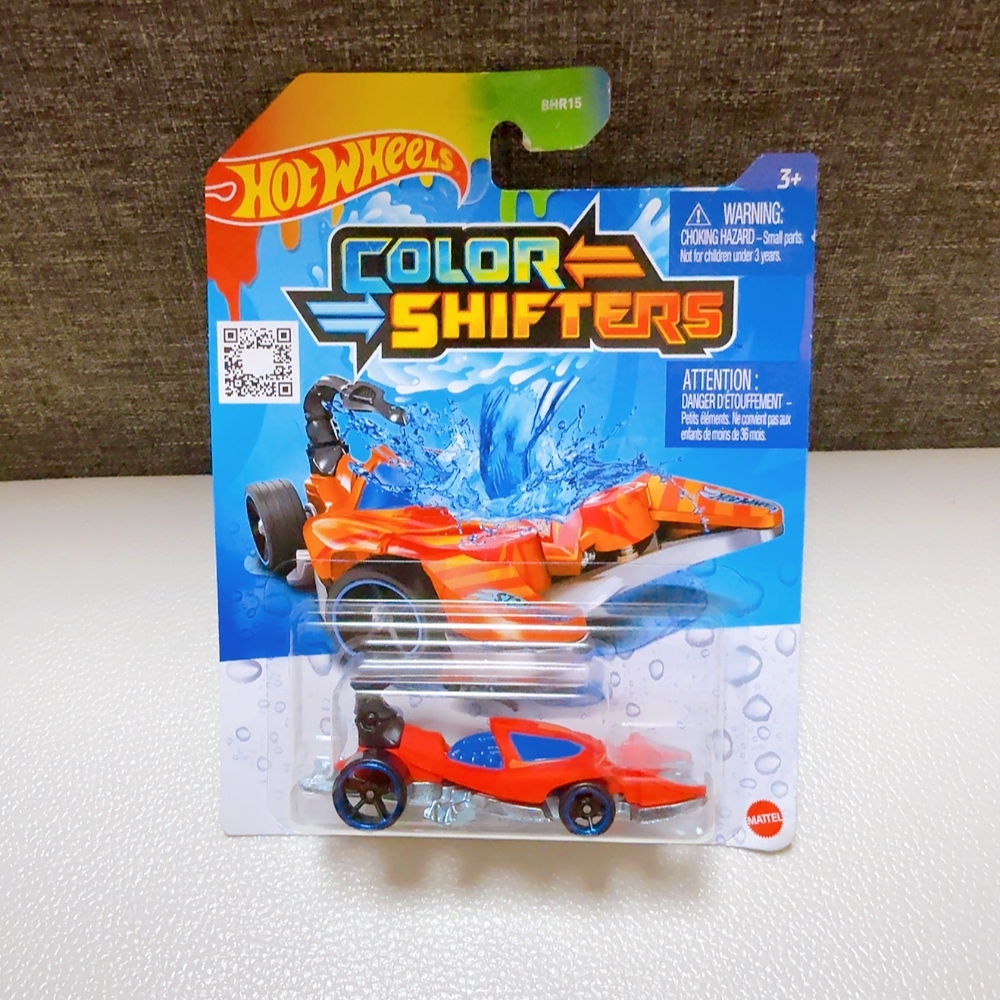 BHR15
HOT WHEELS
3+
WARNING:
CHOKING HAZARD – Small parts.
Not for children under 3 years.
COLOR
SHIFTERS
ATTENTION :
DANGER D'ÉTOUFFEMENT –
Petits éléments. Ne convient pas aux
enfants de moins de 36 mois.
MATTEL